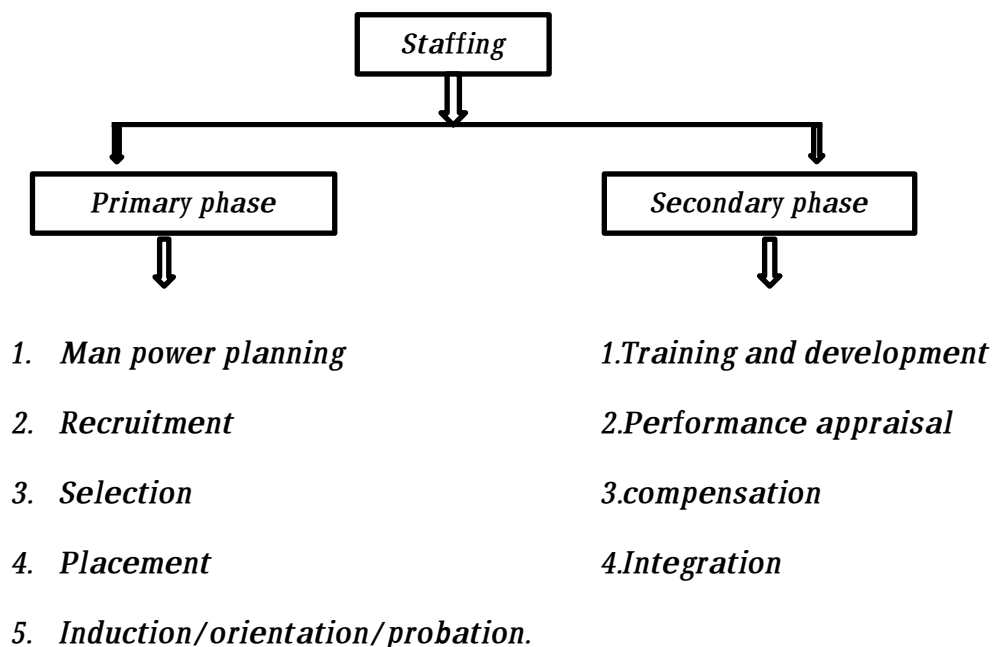 Staffing
Primary phase
Secondary phase
1. Man power planning
2. Recruitment
3. Selection
4. Placement
5. Induction/orientation/probation.
1.Training and development
2.Performance appraisal
3.compensation
4.Integration